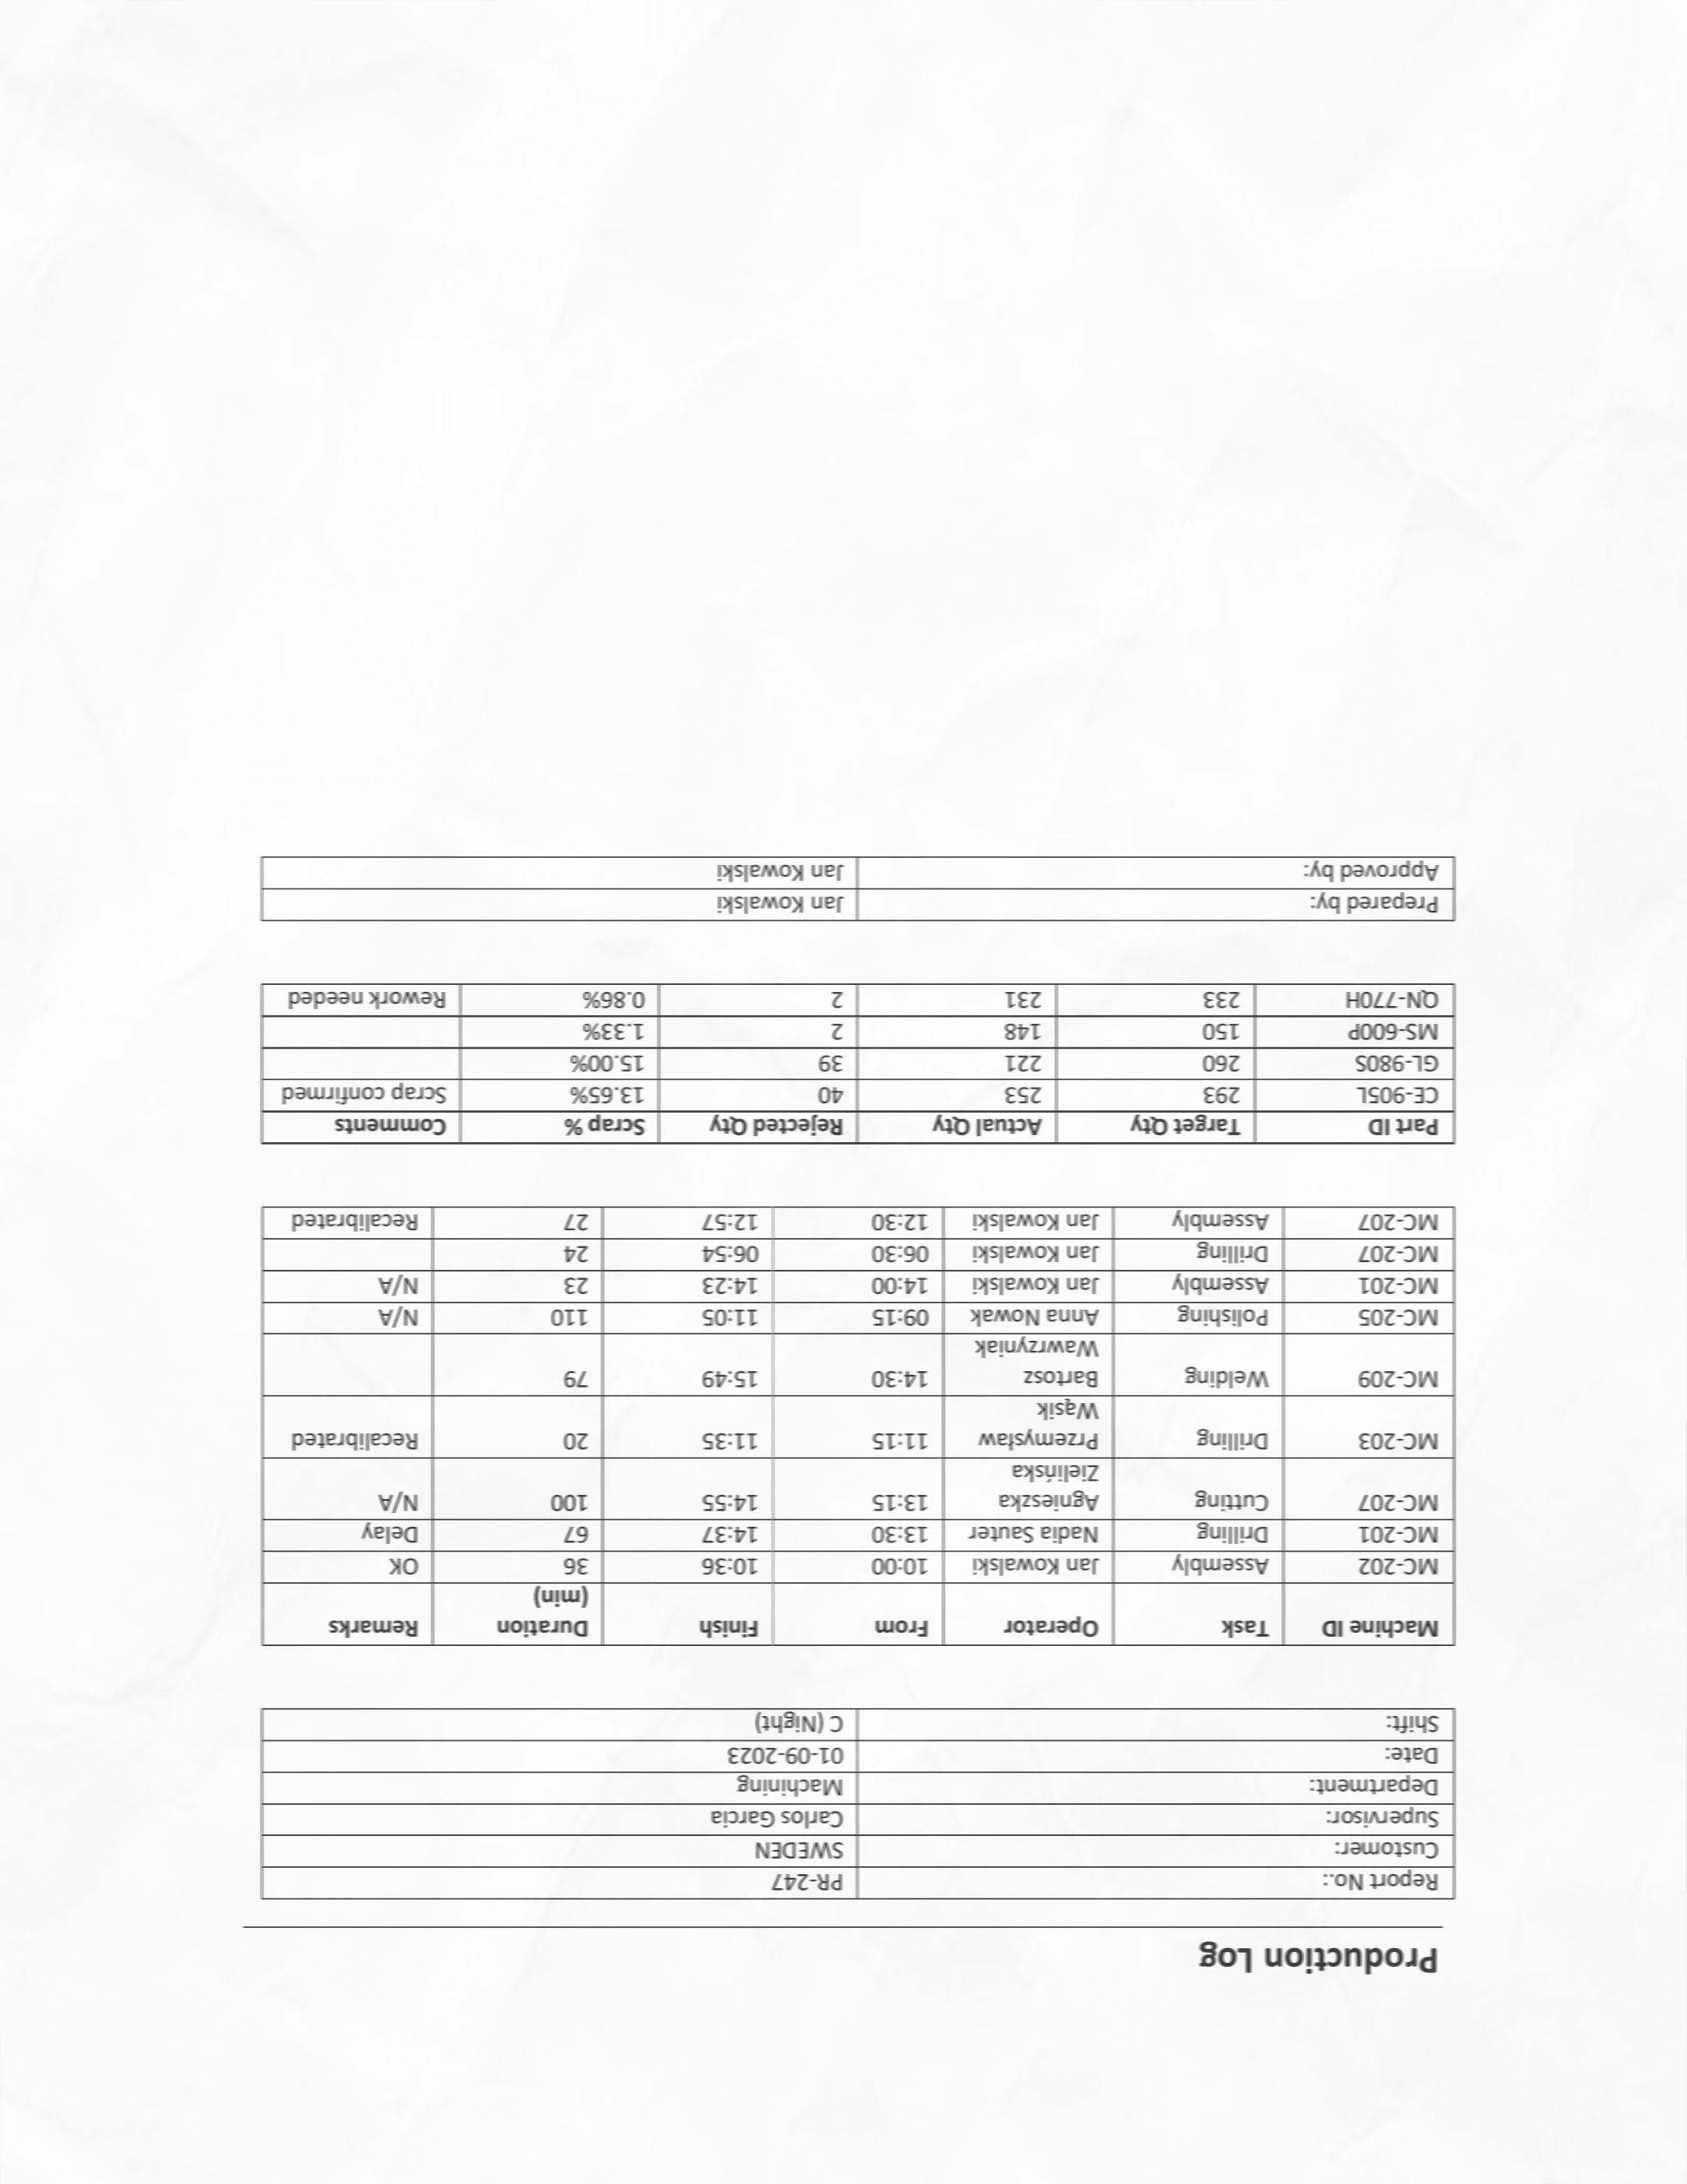 Production Log
Report No.: PR-247
Customer: SWEDEN
Supervisor: Carlos Garcia
Department: Machining
Date: 01-09-2023
Shift: C (Night)
Machine ID Task Operator From Finish Duration (min) Remarks
MC-202 Assembly Jan Kowalski 10:00 10:36 36 OK
MC-201 Drilling Nadia Sauter 13:30 14:37 67 Delay
MC-207 Cutting Agnieszka Zielińska 13:15 14:55 100 N/A
MC-203 Drilling Przemysław Wąsik 11:15 11:35 20 Recalibrated
MC-209 Welding Bartosz Wawrzyniak 14:30 15:49 79
MC-205 Polishing Anna Nowak 09:15 11:05 110 N/A
MC-201 Assembly Jan Kowalski 14:00 14:23 23 N/A
MC-207 Drilling Jan Kowalski 06:30 06:54 24
MC-207 Assembly Jan Kowalski 12:30 12:57 27 Recalibrated
Part ID Target Qty Actual Qty Rejected Qty Scrap % Comments
CE-905L 293 253 40 13.65% Scrap confirmed
GL-980S 260 221 39 15.00%
MS-600P 150 148 2 1.33%
QN-770H 233 231 2 0.86% Rework needed
Prepared by: Jan Kowalski
Approved by: Jan Kowalski